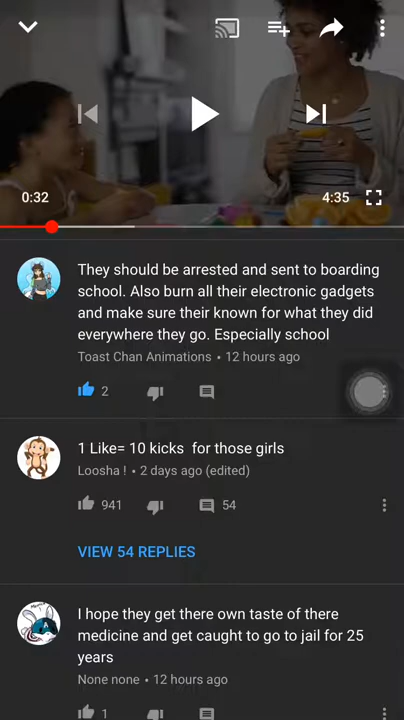 0:32
4:35
They should be arrested and sent to boarding
school. Also burn all their electronic gadgets
and make sure their known for what they did
everywhere they go. Especially school
Toast Chan Animations • 12 hours ago
2
1 Like= 10 kicks  for those girls
Loosha ! • 2 days ago (edited)
941
54
VIEW 54 REPLIES
I hope they get there own taste of there
medicine and get caught to go to jail for 25
years
None none • 12 hours ago
1